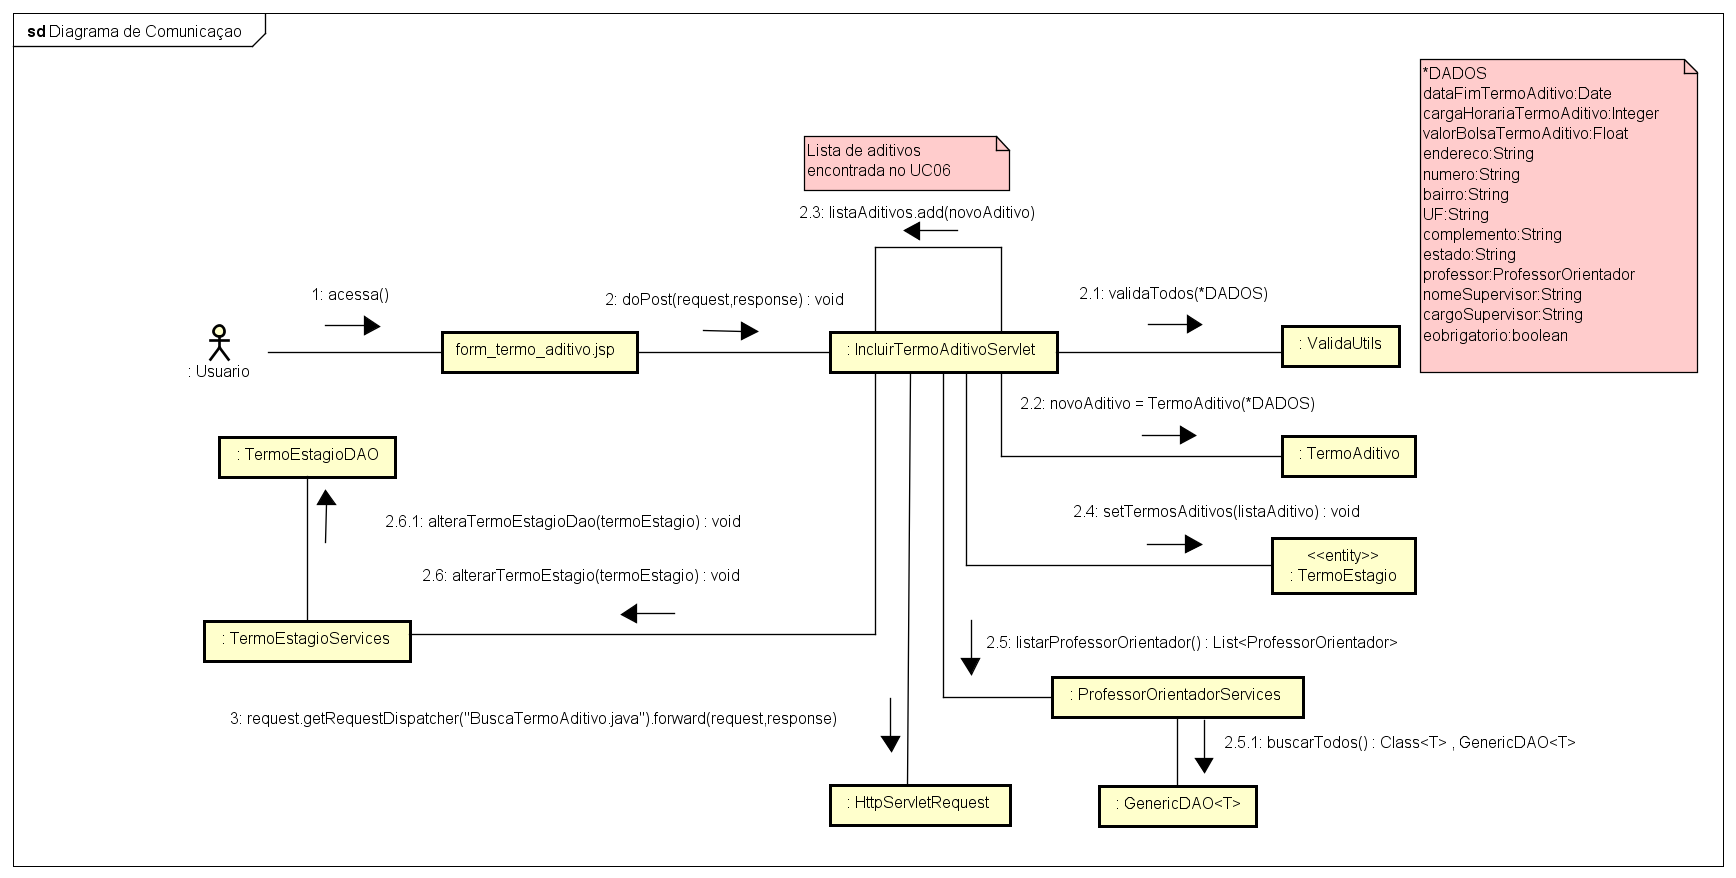 sd Diagrama de Comunicaçao
*DADOS
dataFimTermoAditivo:Date
cargaHorariaTermoAditivo:Integer
valorBolsaTermoAditivo:Float
endereco:String
numero:String
bairro:String
UF:String
complemento:String
estado:String
professor:ProfessorOrientador
nomeSupervisor:String
cargoSupervisor:String
eobrigatorio:boolean
Lista de aditivos
encontrada no UC06
2.3: listaAditivos.add(novoAditivo)
1: acessa()
2: doPost(request,response) : void
2.1: validaTodos(*DADOS)
: Usuario
form_termo_aditivo.jsp
: IncluirTermoAditivoServlet
: ValidaUtils
2.2: novoAditivo = TermoAditivo(*DADOS)
: TermoEstagioDAO
: TermoAditivo
2.6.1: alteraTermoEstagioDao(termoEstagio) : void
2.4: setTermosAditivos(listaAditivo) : void
<<entity>>
: TermoEstagio
2.6: alterarTermoEstagio(termoEstagio) : void
: TermoEstagioServices
2.5: listarProfessorOrientador() : List<ProfessorOrientador>
: ProfessorOrientadorServices
3: request.getRequestDispatcher("BuscaTermoAditivo.java").forward(request,response)
2.5.1: buscarTodos() : Class<T> , GenericDAO<T>
: HttpServletRequest
: GenericDAO<T>